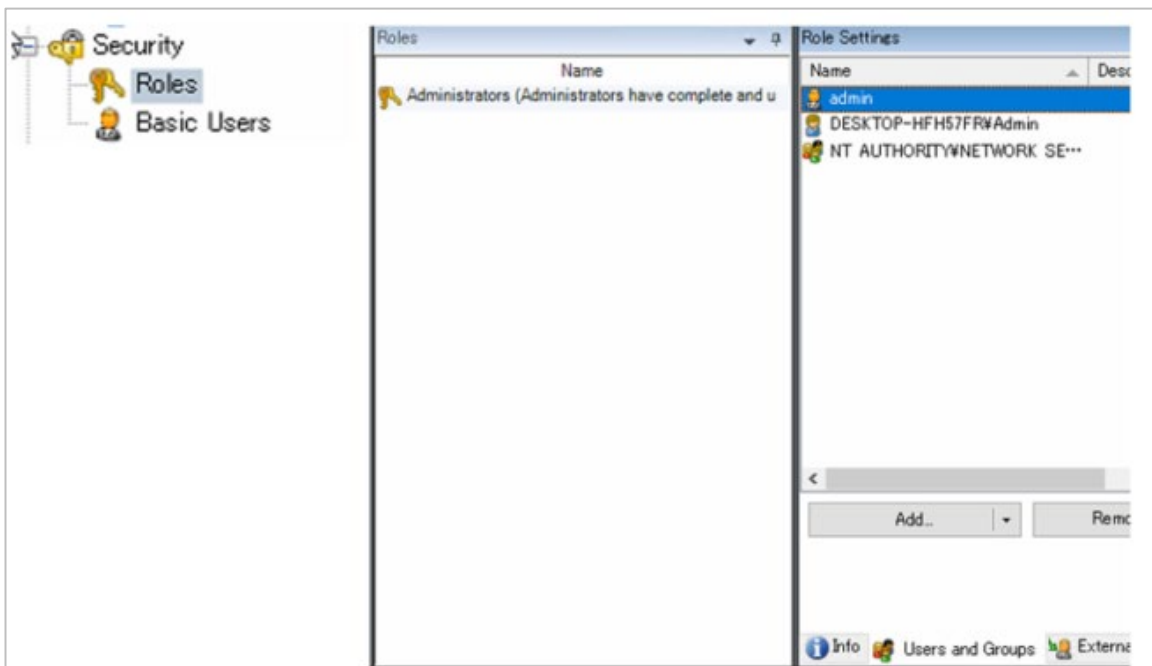 Security
Roles
Basic Users
Roles
Name
Administrators (Administrators have complete and u
Role Settings
Name
Desc
admin
DESKTOP-HFH57FR¥Admin
NT AUTHORITY¥NETWORK SE…
Add..
Remo
Info
Users and Groups
Externa